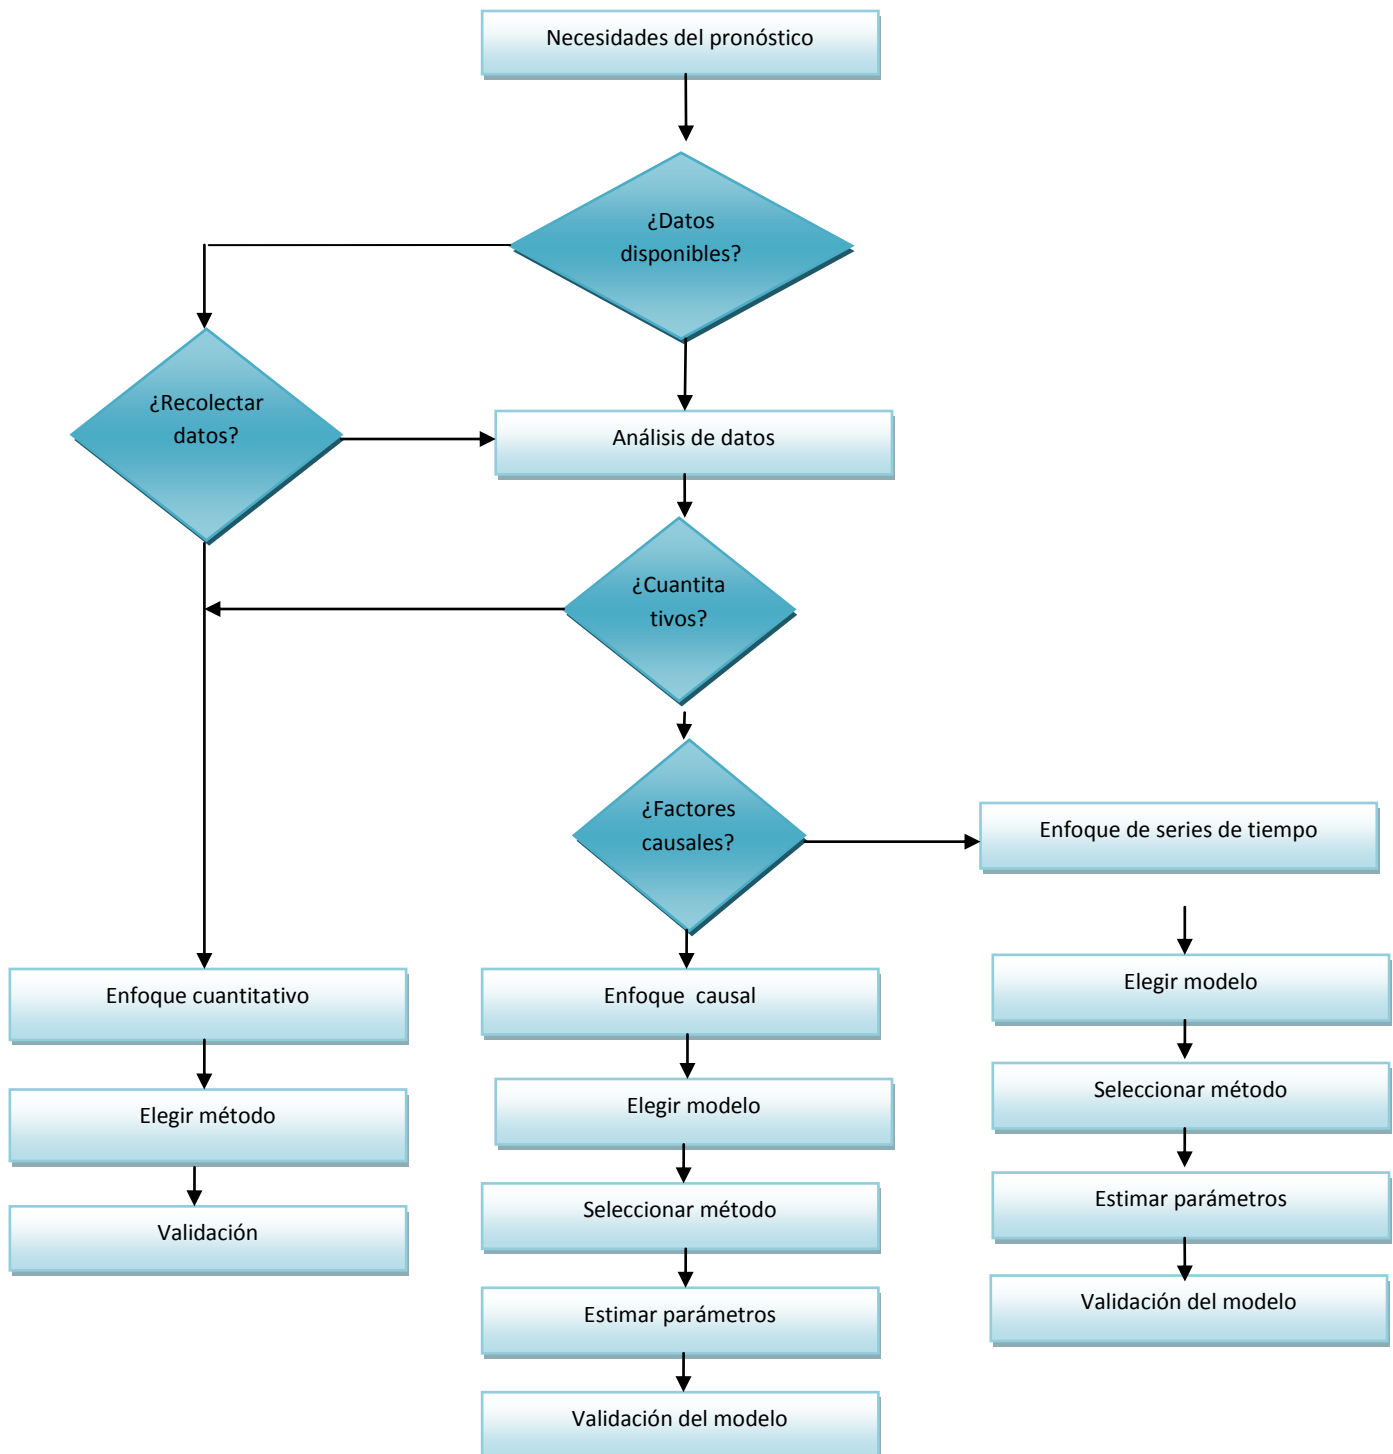 Necesidades del pronóstico
¿Datos
disponibles?
¿Recolectar
datos?
Análisis de datos
¿Cuantita
tivos?
¿Factores
causales?
Enfoque de series de tiempo
Enfoque cuantitativo
Enfoque causal
Elegir modelo
Elegir método
Elegir modelo
Seleccionar método
Validación
Seleccionar método
Estimar parámetros
Estimar parámetros
Validación del modelo
Validación del modelo